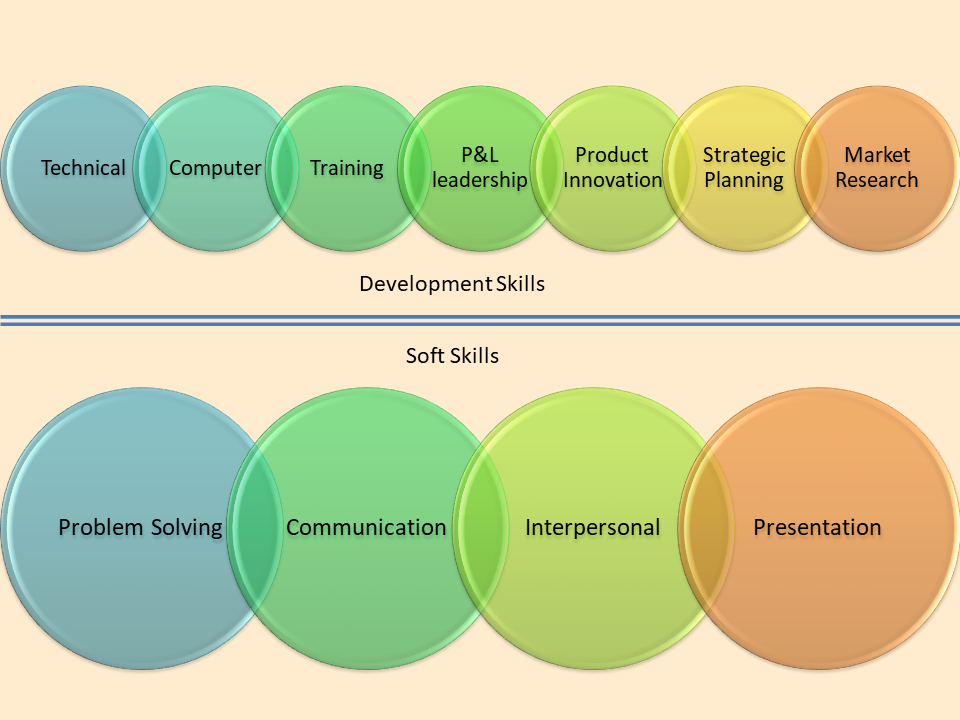 Technical
Computer
Training
P&L
leadership
Product
Innovation
Strategic
Planning
Market
Research
Development Skills
Soft Skills
Problem Solving
Communication
Interpersonal
Presentation